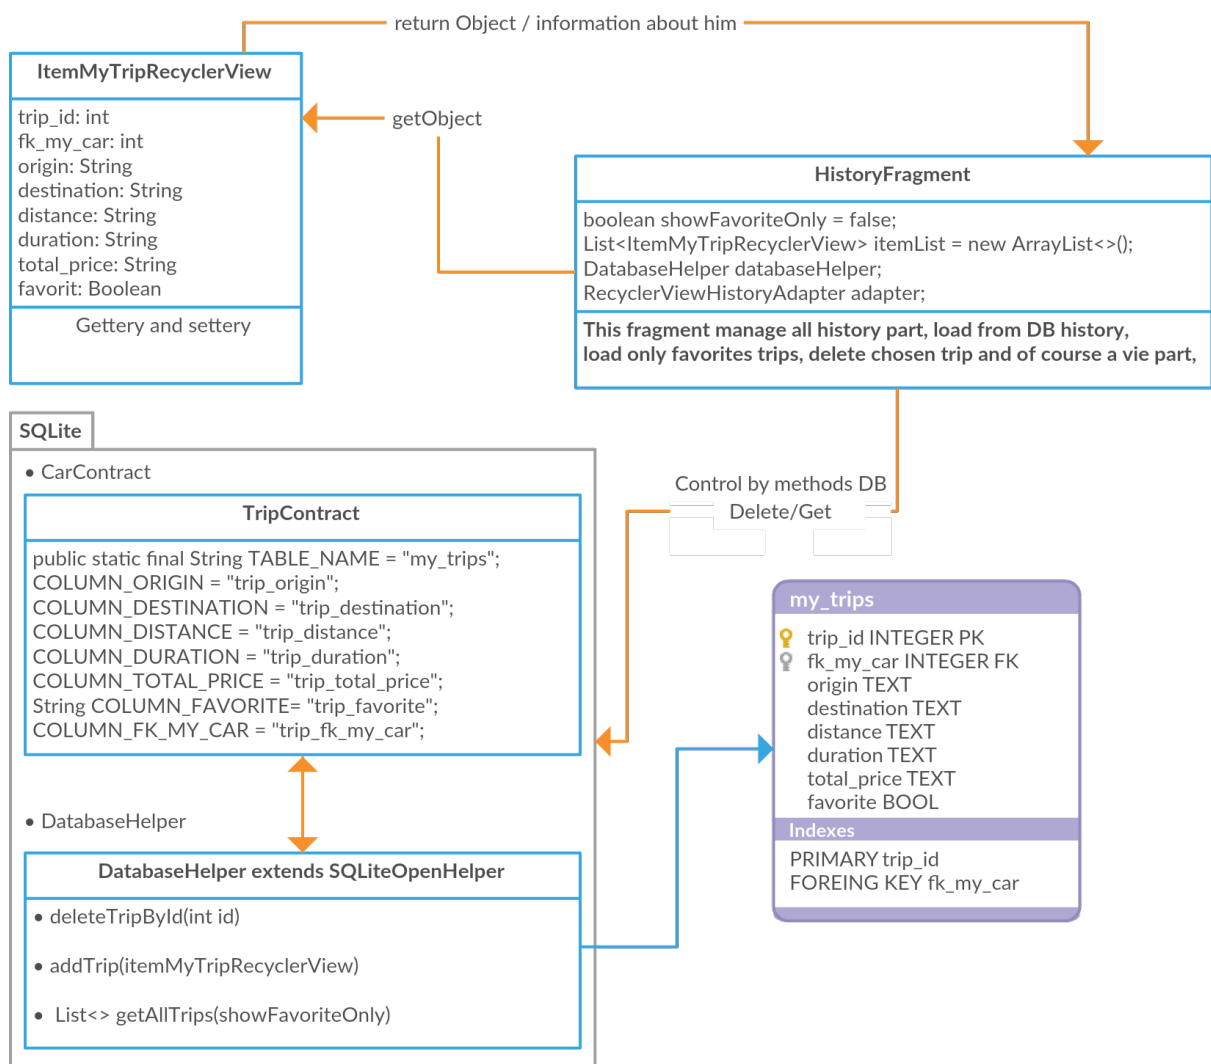 return Object / information about him
ItemMyTripRecyclerView
trip_id: int
fk_my_car: int
origin: String
destination: String
distance: String
duration: String
total_price: String
favorit: Boolean
Gettery and settery
getObject
HistoryFragment
boolean showFavoriteOnly = false;
List<ItemMyTripRecyclerView> itemList = new ArrayList<>();
DatabaseHelper databaseHelper;
RecyclerViewHistoryAdapter adapter;
This fragment manage all history part, load from DB history,
load only favorites trips, delete chosen trip and of course a vie part,
SQLite
• CarContract
TripContract
public static final String TABLE_NAME = "my_trips";
COLUMN_ORIGIN = "trip_origin";
COLUMN_DESTINATION = "trip_destination";
COLUMN_DISTANCE = "trip_distance";
COLUMN_DURATION = "trip_duration";
COLUMN_TOTAL_PRICE = "trip_total_price";
String COLUMN_FAVORITE= "trip_favorite";
COLUMN_FK_MY_CAR = "trip_fk_my_car";
Control by methods DB
Delete/Get
• DatabaseHelper
DatabaseHelper extends SQLiteOpenHelper
• deleteTripById(int id)
• addTrip(itemMyTripRecyclerView)
• List<> getAllTrips(showFavoriteOnly)
my_trips
trip_id INTEGER PK
fk_my_car INTEGER FK
origin TEXT
destination TEXT
distance TEXT
duration TEXT
total_price TEXT
favorite BOOL
Indexes
PRIMARY trip_id
FOREING KEY fk_my_car